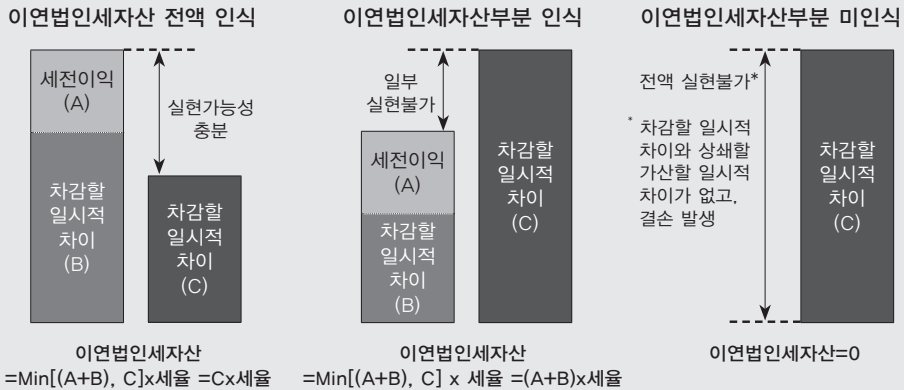 이연법인세자산 전액 인식
세전이익
(A)
차감할
일시적
차이
(B)
실현가능성
충분
차감할
일시적
차이
(C)
이연법인세자산
=Min[(A+B), C]x세율 =Cx세율
이연법인세자산부분 인식
일부
실현불가
세전이익
(A)
차감할
일시적
차이
(B)
차감할
일시적
차이
(C)
이연법인세자산
=Min[(A+B), C] x 세율 =(A+B)x세율
이연법인세자산부분 미인식
전액 실현불가*
* 차감할 일시적
차이와 상쇄할
가산할 일시적
차이가 없고,
결손 발생
차감할
일시적
차이
(C)
이연법인세자산=0